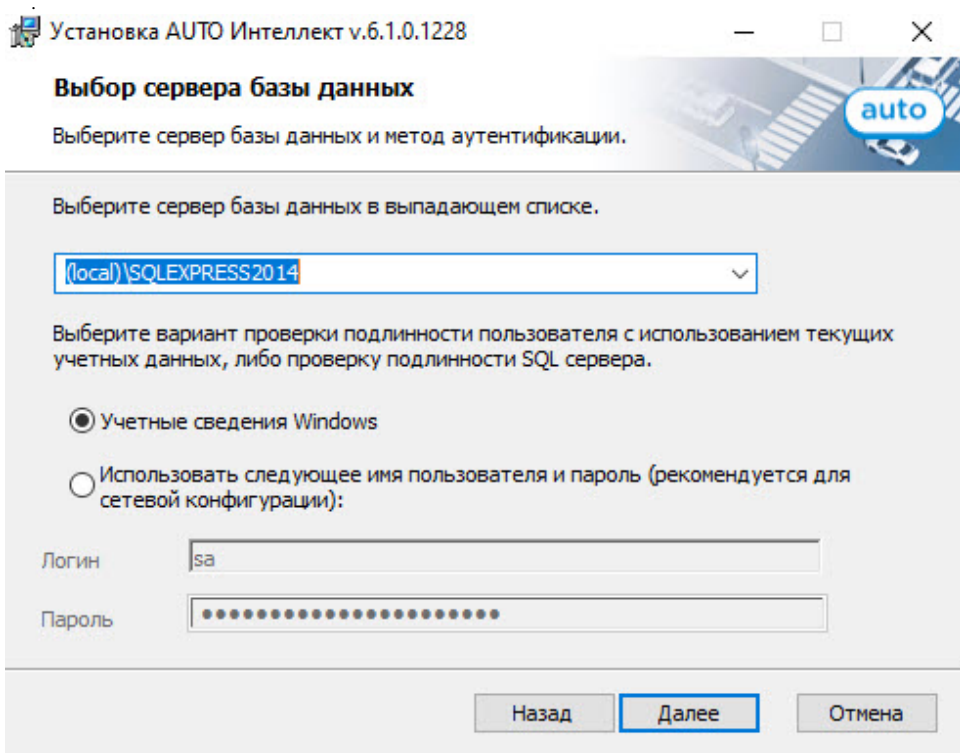 Установка AUTO Интеллект v.6.1.0.1228
Выбор сервера базы данных
auto
Выберите сервер базы данных и метод аутентификации.
Выберите сервер базы данных в выпадающем списке.
(local)\SQLEXPRESS2014
Выберите вариант проверки подлинности пользователя с использованием текущих
учетных данных, либо проверку подлинности SQL сервера.
Учетные сведения Windows
Использовать следующее имя пользователя и пароль (рекомендуется для
сетевой конфигурации):
Логин sa
Пароль ●●●●●●●●●●●●●●●●●●●●●●
Назад Далее Отмена